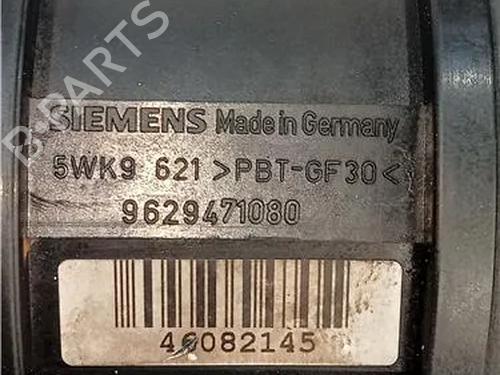 B-PARTS
SIEMENS Made in Germany
5WK9 621 >PBT-GF30<
9629471080
46082145